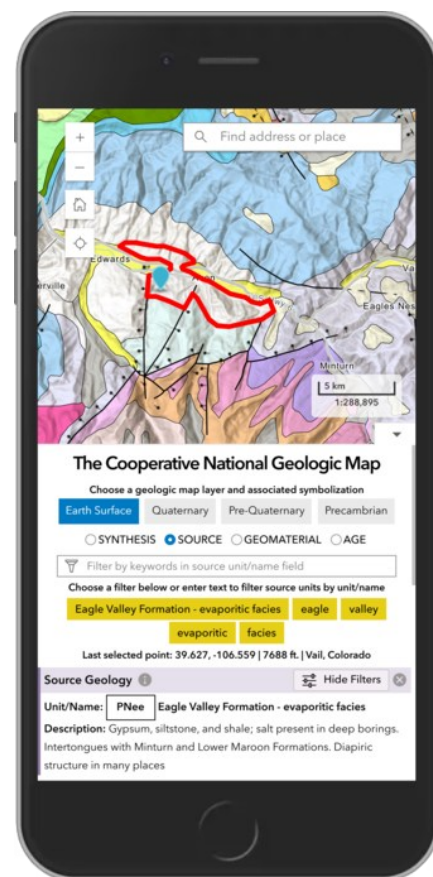 +
Find address or place
−
Edwards
Eagles Nes
Minturn
5 km
1:288,895
The Cooperative National Geologic Map
Choose a geologic map layer and associated symbolization
Earth Surface Quaternary Pre-Quaternary Precambrian
SYNTHESIS SOURCE GEOMATERIAL AGE
Filter by keywords in source unit/name field
Choose a filter below or enter text to filter source units by unit/name
Eagle Valley Formation - evaporitic facies eagle valley
evaporitic facies
Last selected point: 39.627, -106.559 | 7688 ft. | Vail, Colorado
Source Geology Hide Filters
Unit/Name: PNee Eagle Valley Formation - evaporitic facies
Description: Gypsum, siltstone, and shale; salt present in deep borings.
Intertongues with Minturn and Lower Maroon Formations. Diapiric
structure in many places